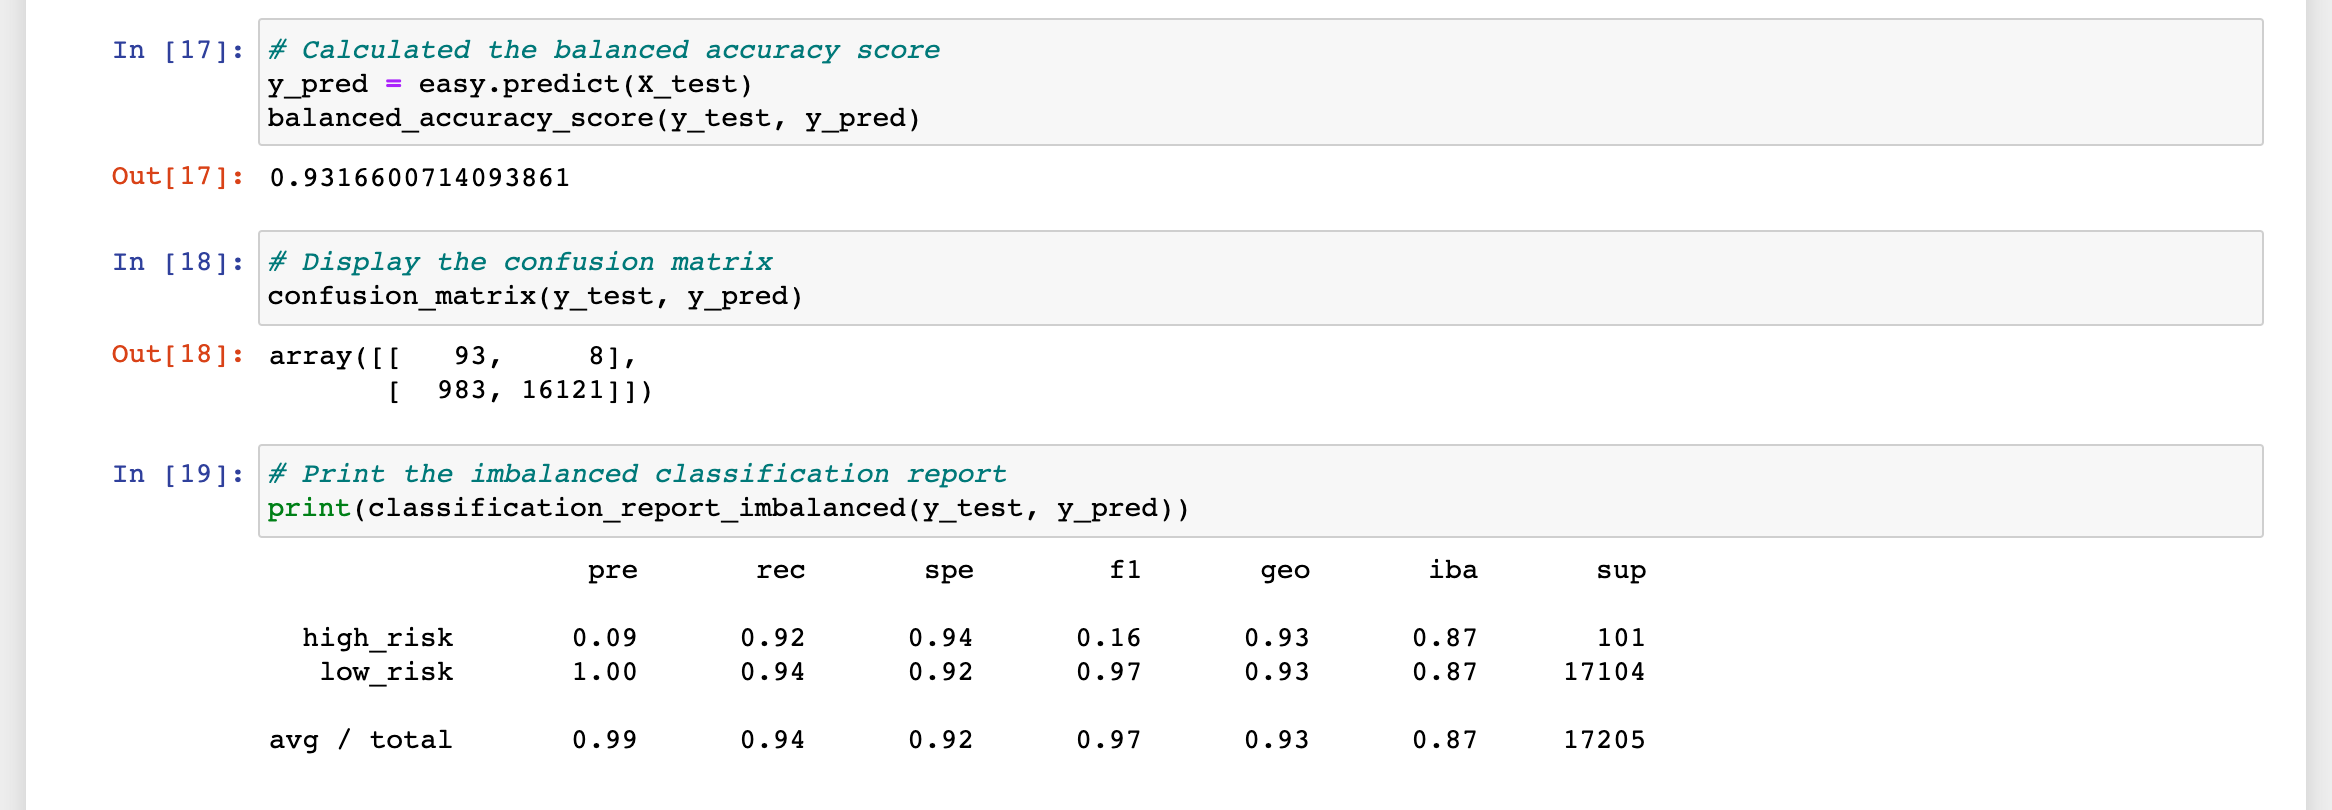 In [17]: # Calculated the balanced accuracy score
y_pred = easy.predict(X_test)
balanced_accuracy_score(y_test, y_pred)
Out[17]: 0.9316600714093861
In [18]: # Display the confusion matrix
confusion_matrix(y_test, y_pred)
Out[18]: array([[   93,     8],
       [  983, 16121]])
In [19]: # Print the imbalanced classification report
print(classification_report_imbalanced(y_test, y_pred))
                   pre       rec       spe        f1       geo       iba       sup
  high_risk       0.09      0.92      0.94      0.16      0.93      0.87       101
   low_risk       1.00      0.94      0.92      0.97      0.93      0.87     17104
avg / total       0.99      0.94      0.92      0.97      0.93      0.87     17205